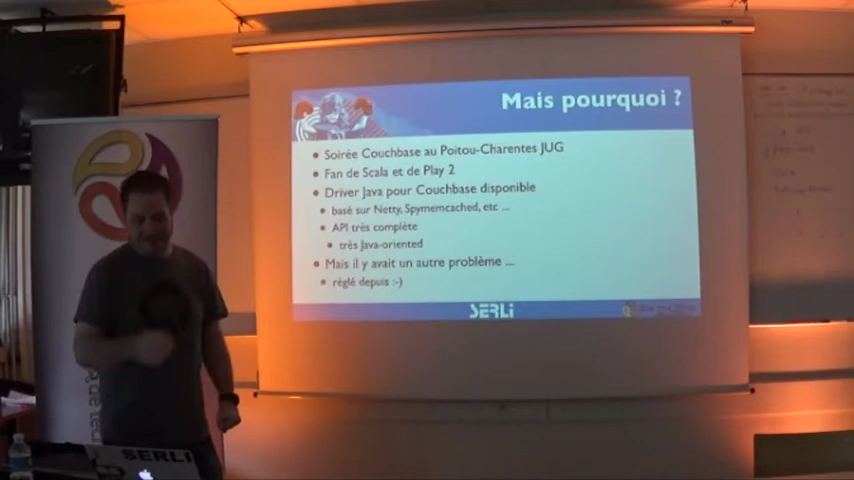 Mais pourquoi ?
• Soirée Couchbase au Poitou-Charentes JUG
• Fan de Scala et de Play 2
• Driver Java pour Couchbase disponible
• basé sur Netty, Spymemcached, etc ...
• API très complète
• très Java-oriented
• Mais il y avait un autre problème ...
• règlé depuis :-)
SERLi
SERLI